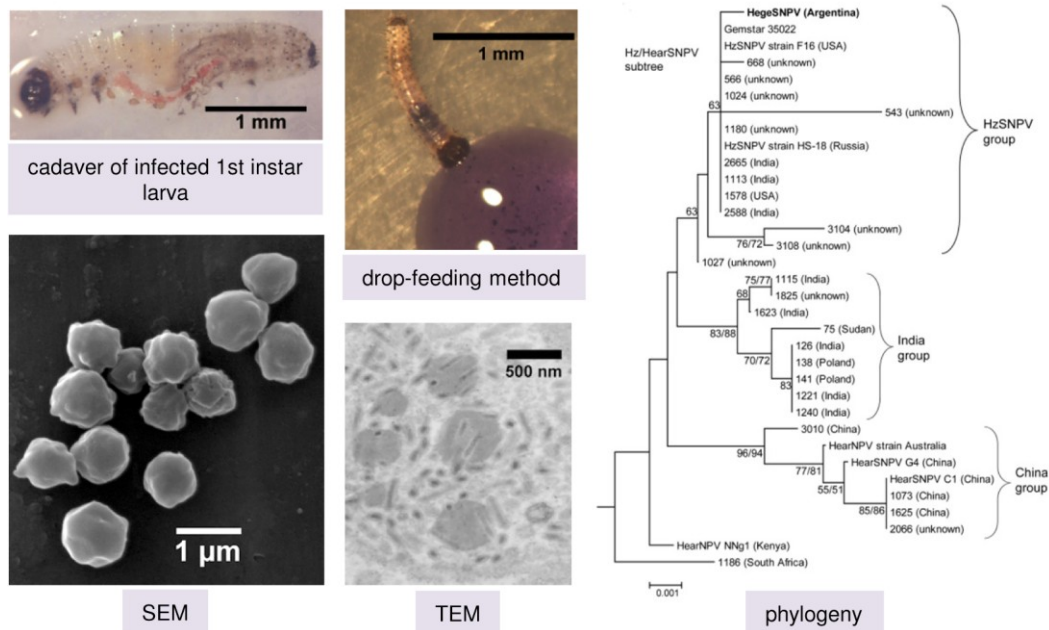 1 mm
cadaver of infected 1st instar
larva
1 mm
drop-feeding method
1 µm
SEM
500 nm
TEM
Hz/HearSNPV
subtree
HegeSNPV (Argentina)
Gemstar 35022
HzSNPV strain F16 (USA)
668 (unknown)
566 (unknown)
1024 (unknown)
63
543 (unknown)
1180 (unknown)
HzSNPV strain HS-18 (Russia)
2665 (India)
1113 (India)
1578 (USA)
2588 (India)
63
3104 (unknown)
76/72
3108 (unknown)
1027 (unknown)
HzSNPV
group
75/77
1115 (India)
68
1825 (unknown)
1623 (India)
83/88
75 (Sudan)
70/72
126 (India)
138 (Poland)
83
141 (Poland)
1221 (India)
1240 (India)
India
group
3010 (China)
96/94
HearNPV strain Australia
77/81
HearSNPV G4 (China)
55/51
HearSNPV C1 (China)
85/86
1073 (China)
1625 (China)
2066 (unknown)
China
group
HearNPV NNg1 (Kenya)
1186 (South Africa)
0.001
phylogeny